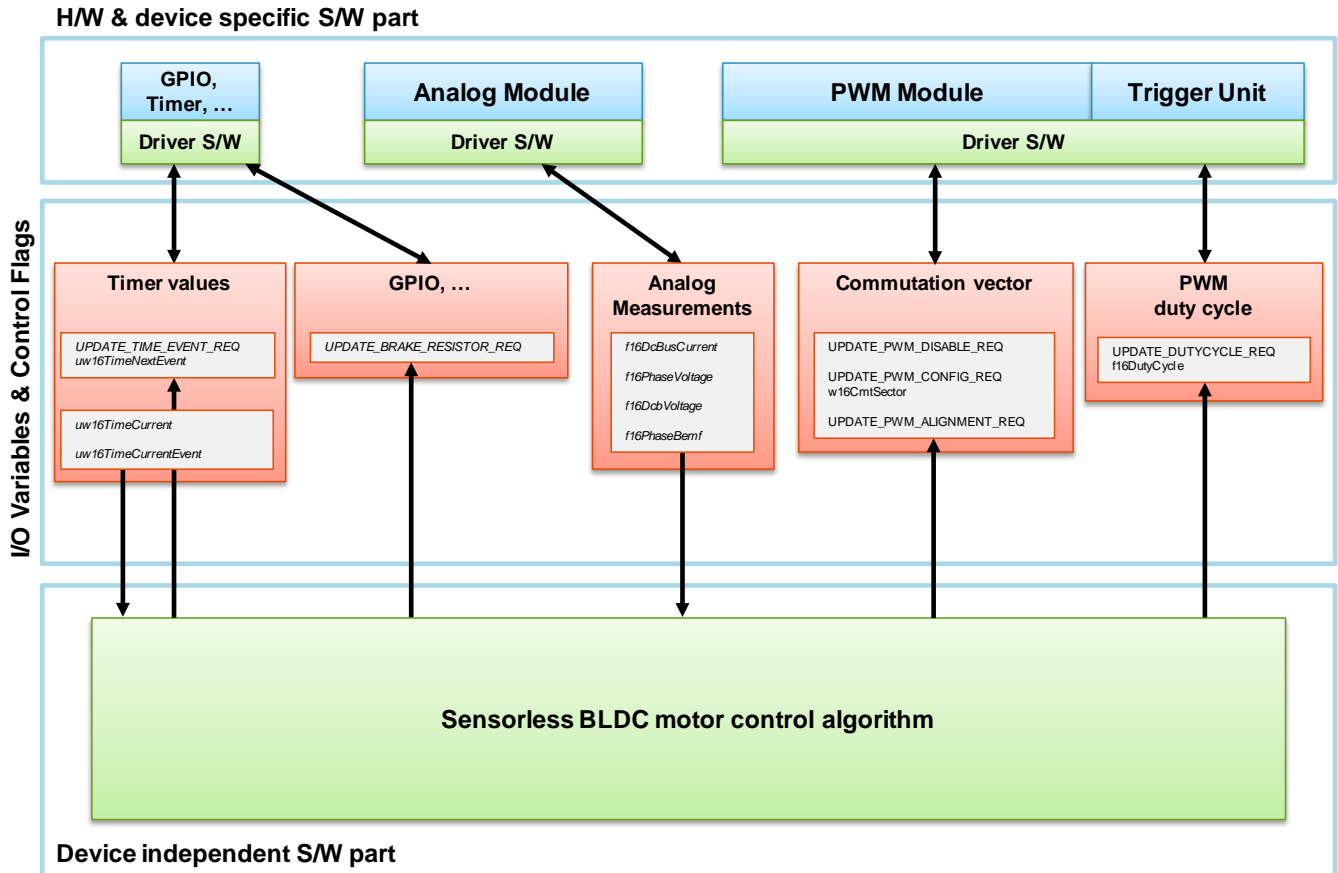 H/W & device specific S/W part
GPIO,
Timer, …
Driver S/W
Analog Module
Driver S/W
PWM Module
Trigger Unit
Driver S/W
I/O Variables & Control Flags
Timer values
UPDATE_TIME_EVENT_REQ
uw16TimeNextEvent
uw16TimeCurrent
uw16TimeCurrentEvent
GPIO, …
UPDATE_BRAKE_RESISTOR_REQ
Analog
Measurements
f16DcBusCurrent
f16PhaseVoltage
f16DcbVoltage
f16PhaseBemf
Commutation vector
UPDATE_PWM_DISABLE_REQ
UPDATE_PWM_CONFIG_REQ
w16CmtSector
UPDATE_PWM_ALIGNMENT_REQ
PWM
duty cycle
UPDATE_DUTYCYCLE_REQ
f16DutyCycle
Sensorless BLDC motor control algorithm
Device independent S/W part